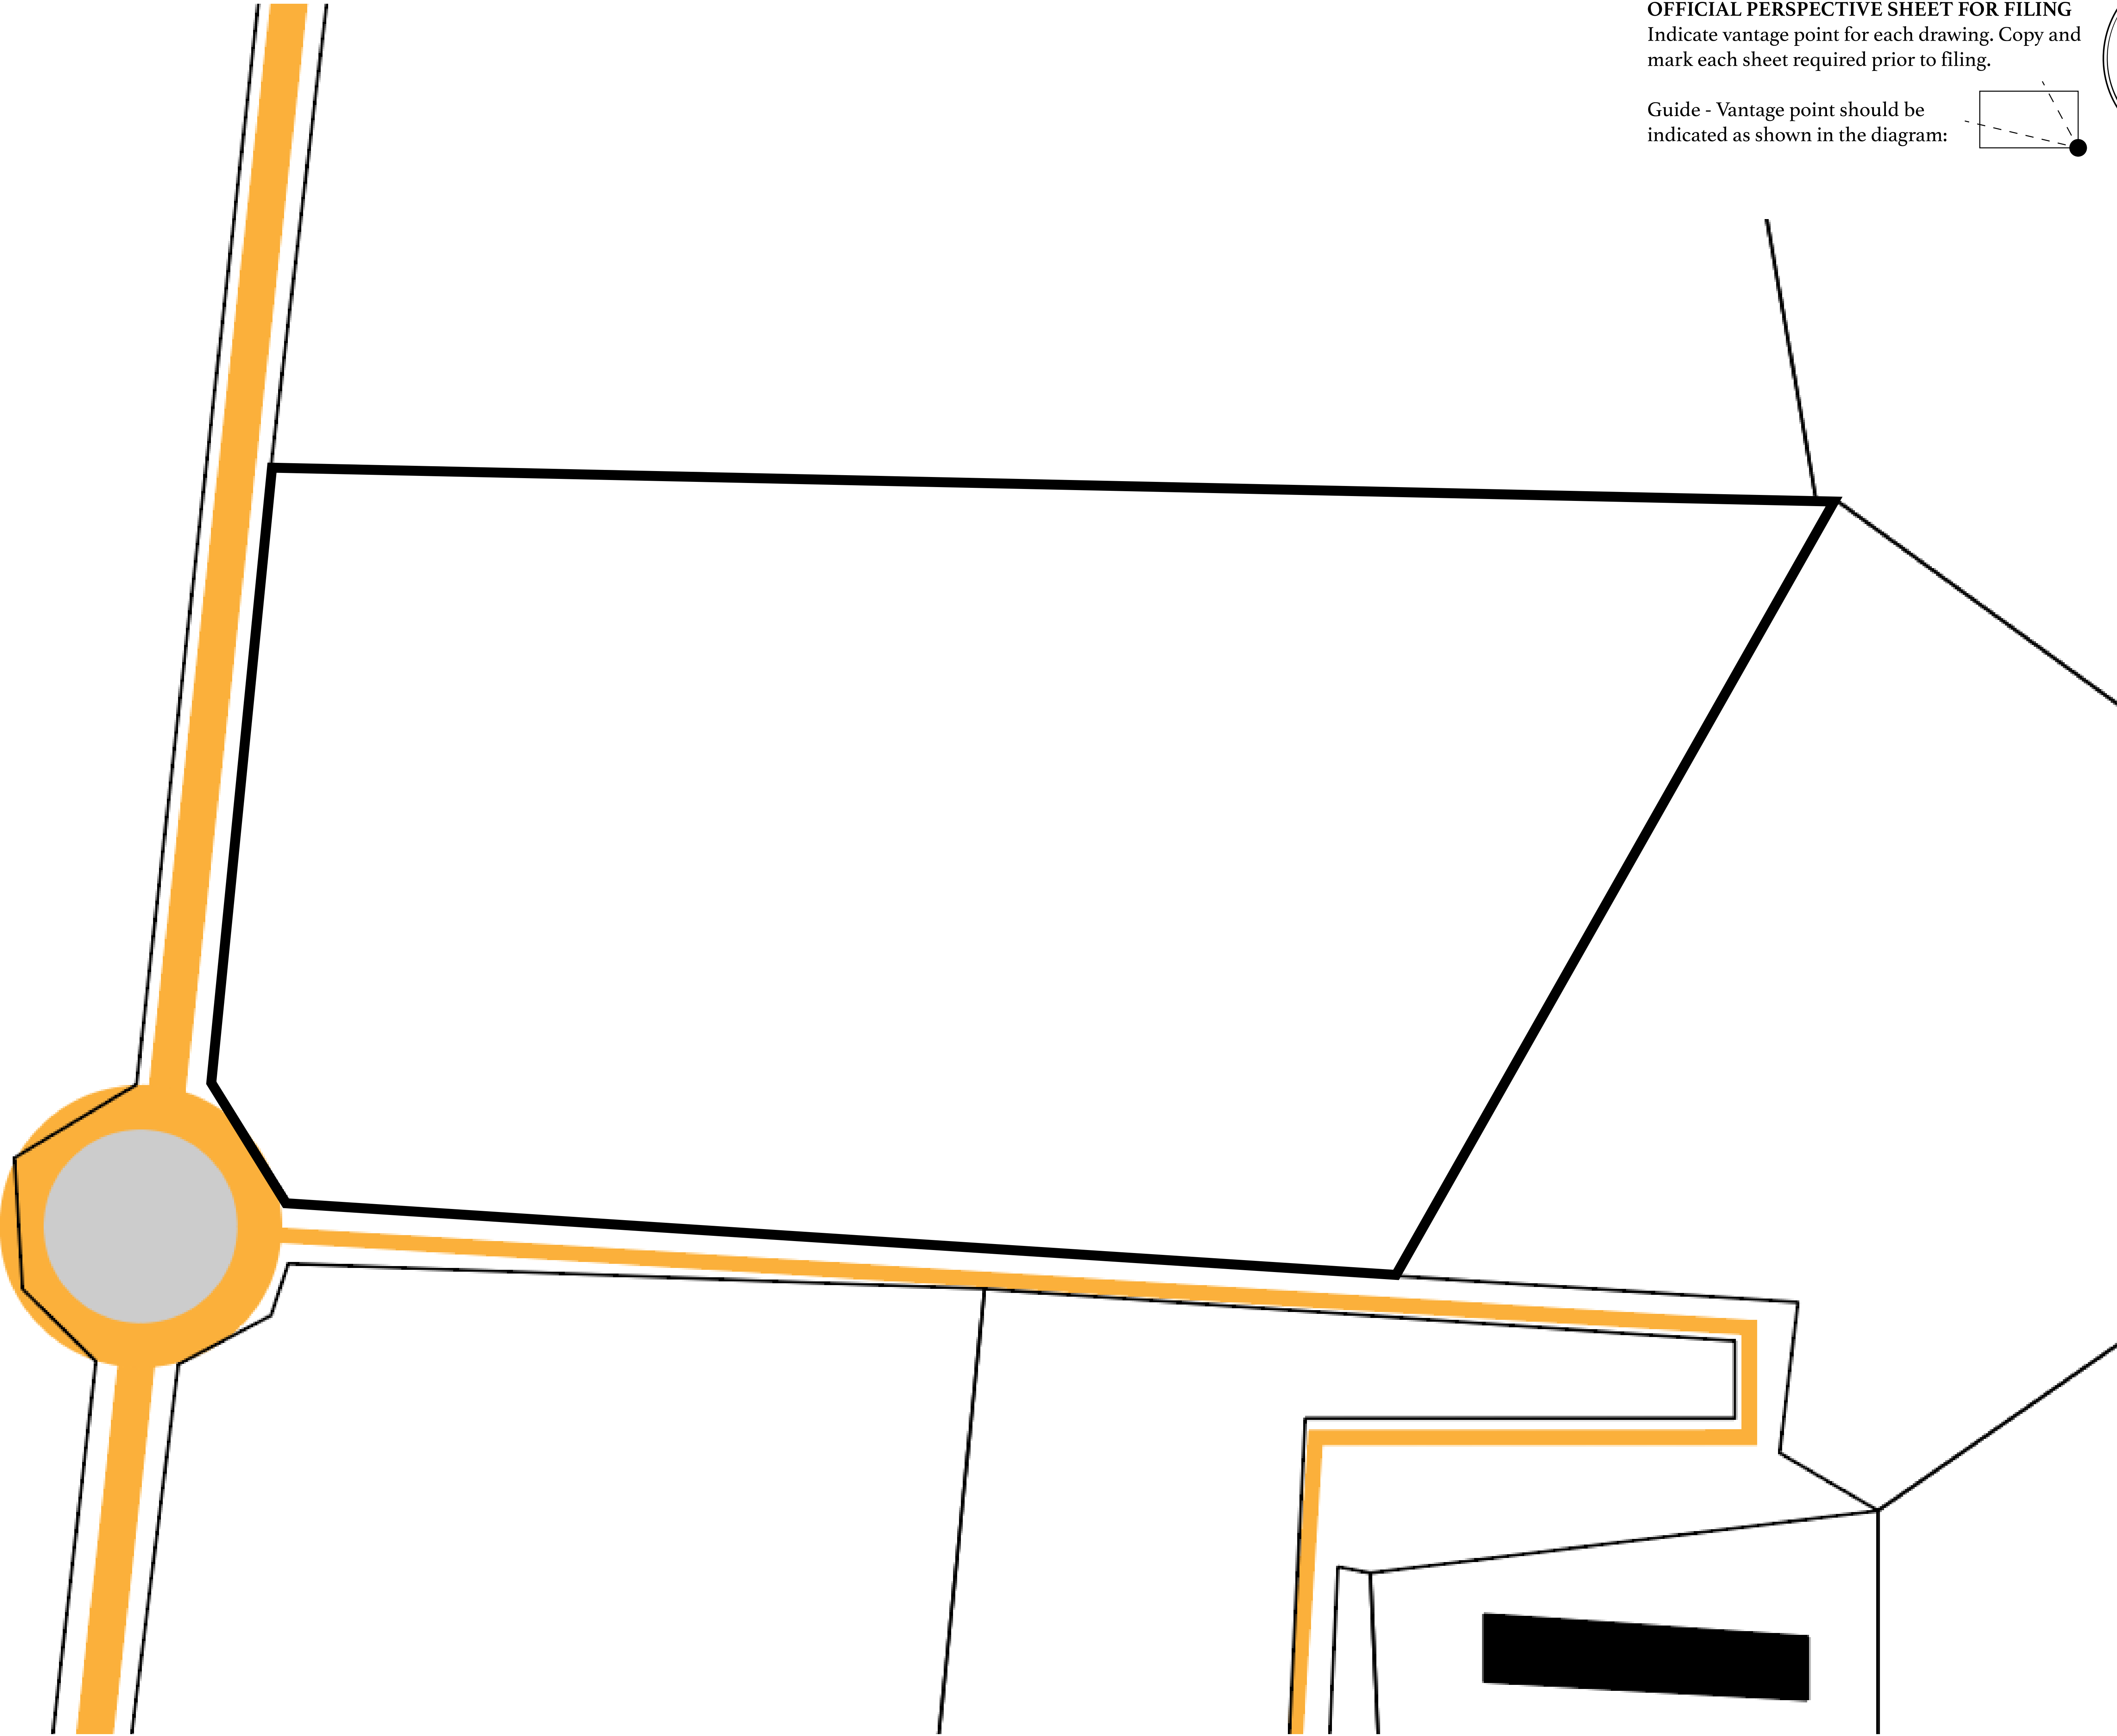 OFFICIAL PERSPECTIVE SHEET FOR FILING
Indicate vantage point for each drawing. Copy and
mark each sheet required prior to filing.
Guide - Vantage point should be
indicated as shown in the diagram: